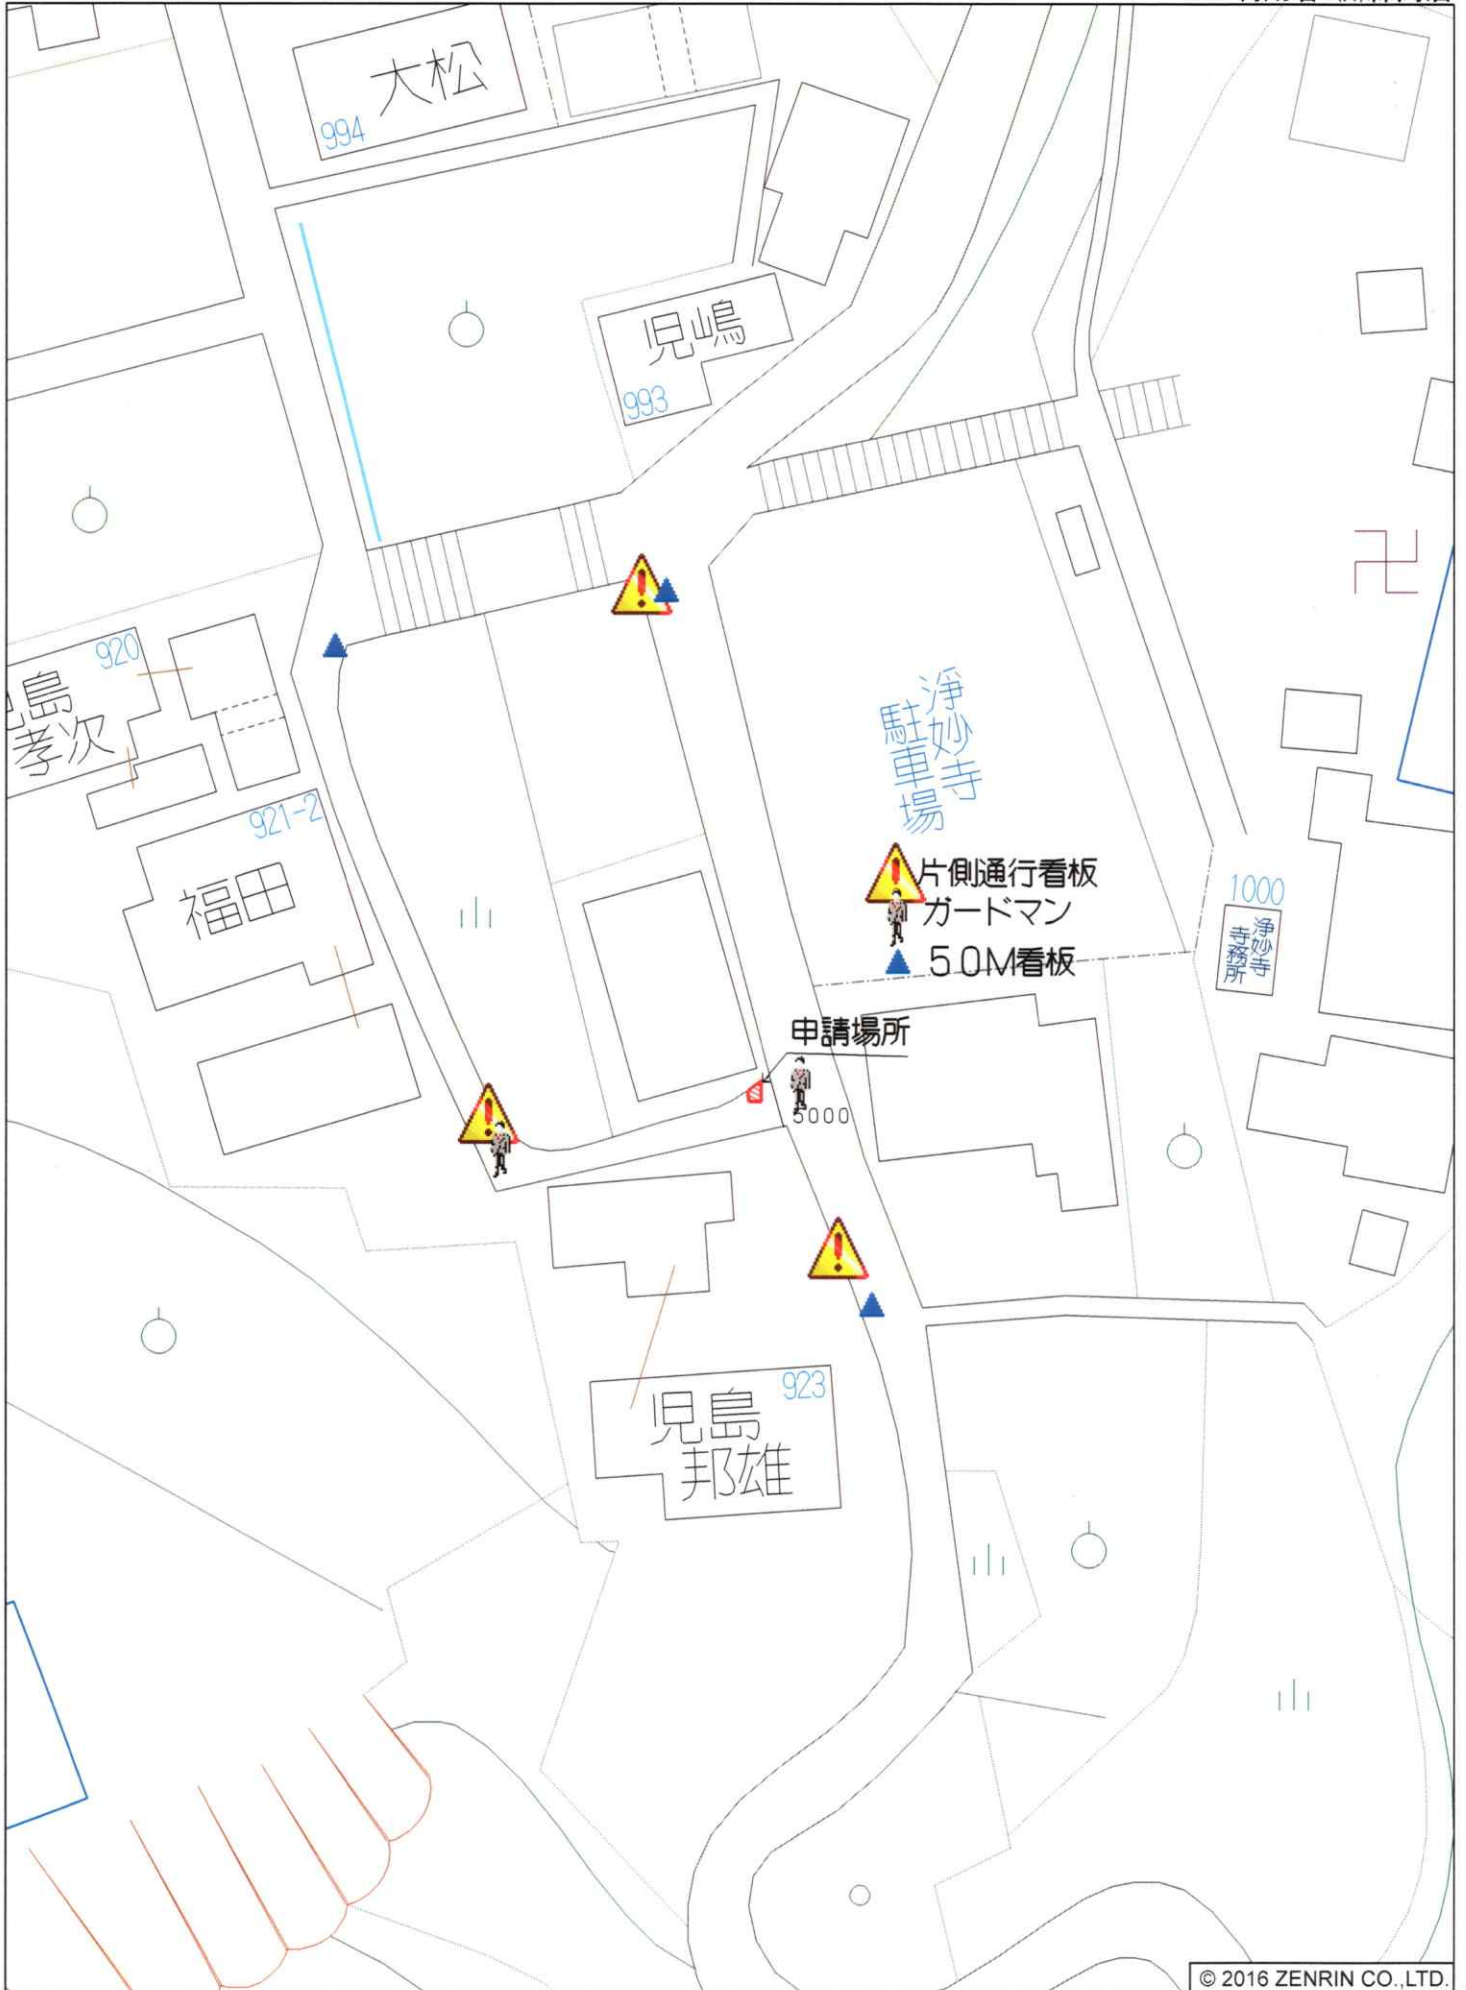 大松
994
児嶋
993
920
島
孝次
921-2
福田
浄妙寺
駐車場
片側通行看板
ガードマン
50M看板
1000
浄妙寺
寺務所
申請場所
5000
923
児島
邦雄
© 2016 ZENRIN CO.,LTD.